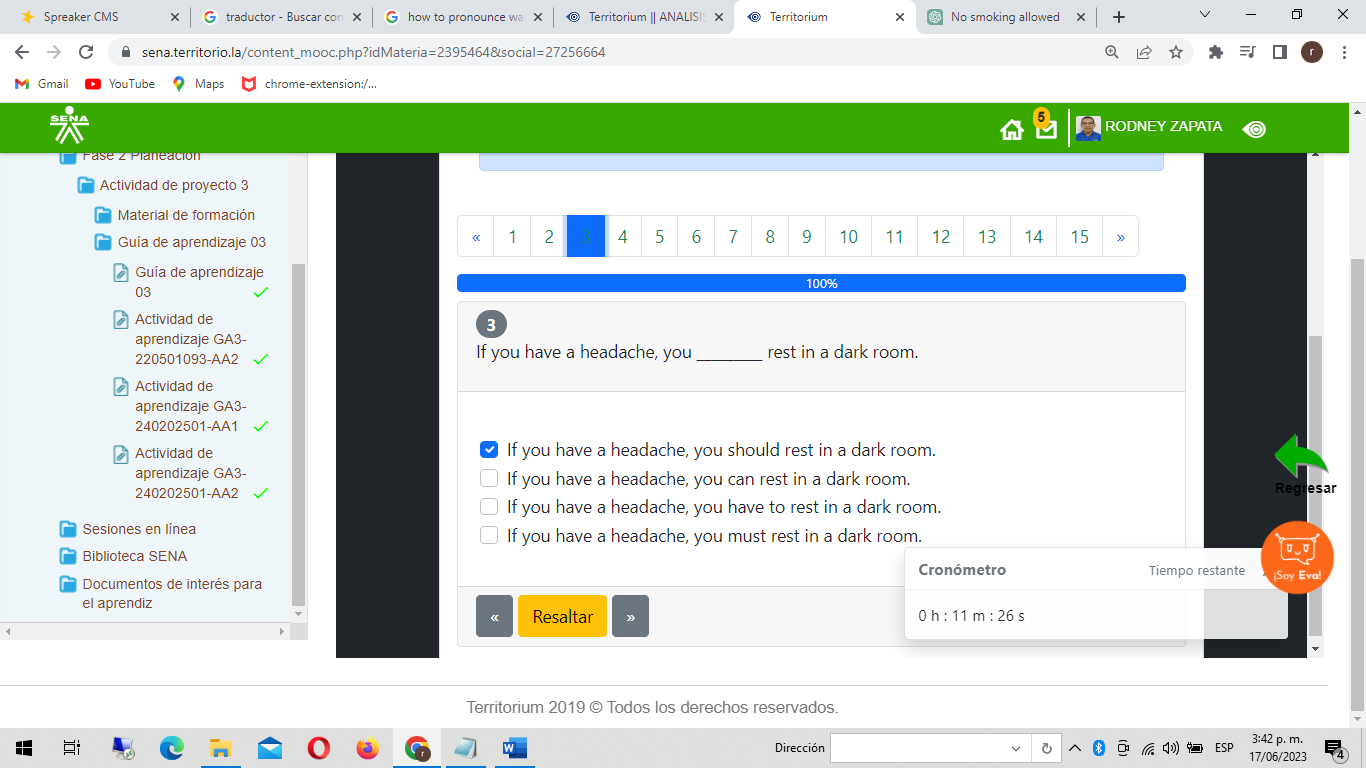 Spreaker CMS
traductor - Buscar con
how to pronounce wa
Territorium || ANALISIS
Territorium
No smoking allowed
sena.territorio.la/content_mooc.php?idMateria=2395464&social=27256664
r
Gmail
YouTube
Maps
chrome-extension:/...
SENA
5
RODNEY ZAPATA
Fase 2 Planeación
Actividad de proyecto 3
Material de formación
Guía de aprendizaje 03
Guía de aprendizaje
03
Actividad de
aprendizaje GA3-
220501093-AA2
Actividad de
aprendizaje GA3-
240202501-AA1
Actividad de
aprendizaje GA3-
240202501-AA2
Sesiones en línea
Biblioteca SENA
Documentos de interés para
el aprendiz
« 1 2 3 4 5 6 7 8 9 10 11 12 13 14 15 »
100%
3
If you have a headache, you ________ rest in a dark room.
If you have a headache, you should rest in a dark room.
If you have a headache, you can rest in a dark room.
If you have a headache, you have to rest in a dark room.
If you have a headache, you must rest in a dark room.
« Resaltar »
Regresar
¡Soy Eva!
Cronómetro
Tiempo restante
0 h : 11 m : 26 s
Territorium 2019 © Todos los derechos reservados.
Dirección
ESP
3:42 p. m.
17/06/2023
4